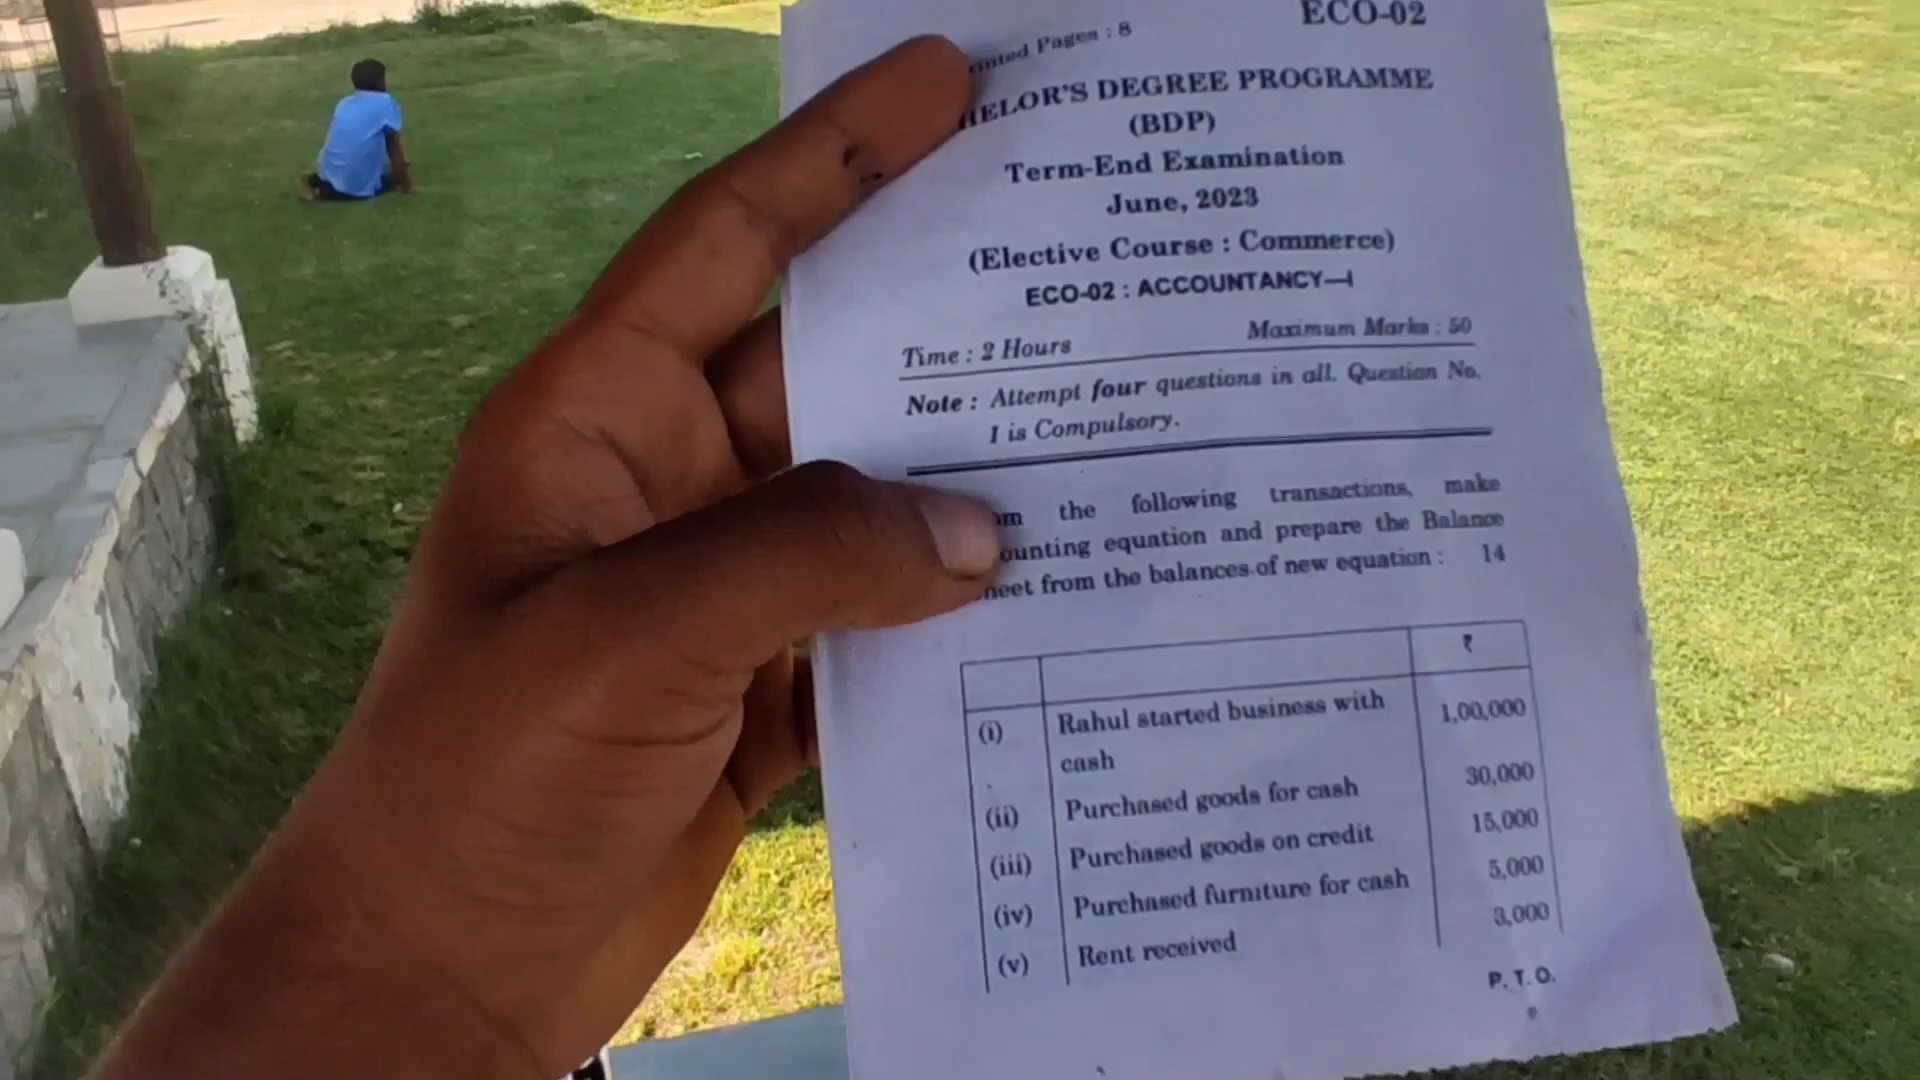 Printed Pages : 8
ECO-02
BACHELOR'S DEGREE PROGRAMME
(BDP)
Term-End Examination
June, 2023
(Elective Course : Commerce)
ECO-02 : ACCOUNTANCY—I
Time : 2 Hours
Maximum Marks : 50
Note : Attempt four questions in all. Question No.
1 is Compulsory.
the following transactions, make
equation and prepare the Balance
from the balances of new equation : 14
₹
(i) Rahul started business with 1,00,000
cash
(ii) Purchased goods for cash 30,000
(iii) Purchased goods on credit 15,000
(iv) Purchased furniture for cash 5,000
(v) Rent received 3,000
P. T. O.